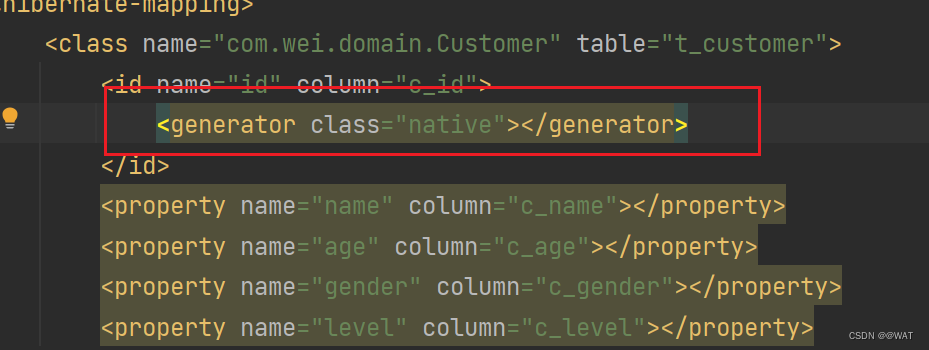 hibernate-mapping>
<class name="com.wei.domain.Customer" table="t_customer">
<id name="id" column="c_id">
<generator class="native"></generator>
</id>
<property name="name" column="c_name"></property>
<property name="age" column="c_age"></property>
<property name="gender" column="c_gender"></property>
<property name="level" column="c_level"></property>
CSDN @@WAT